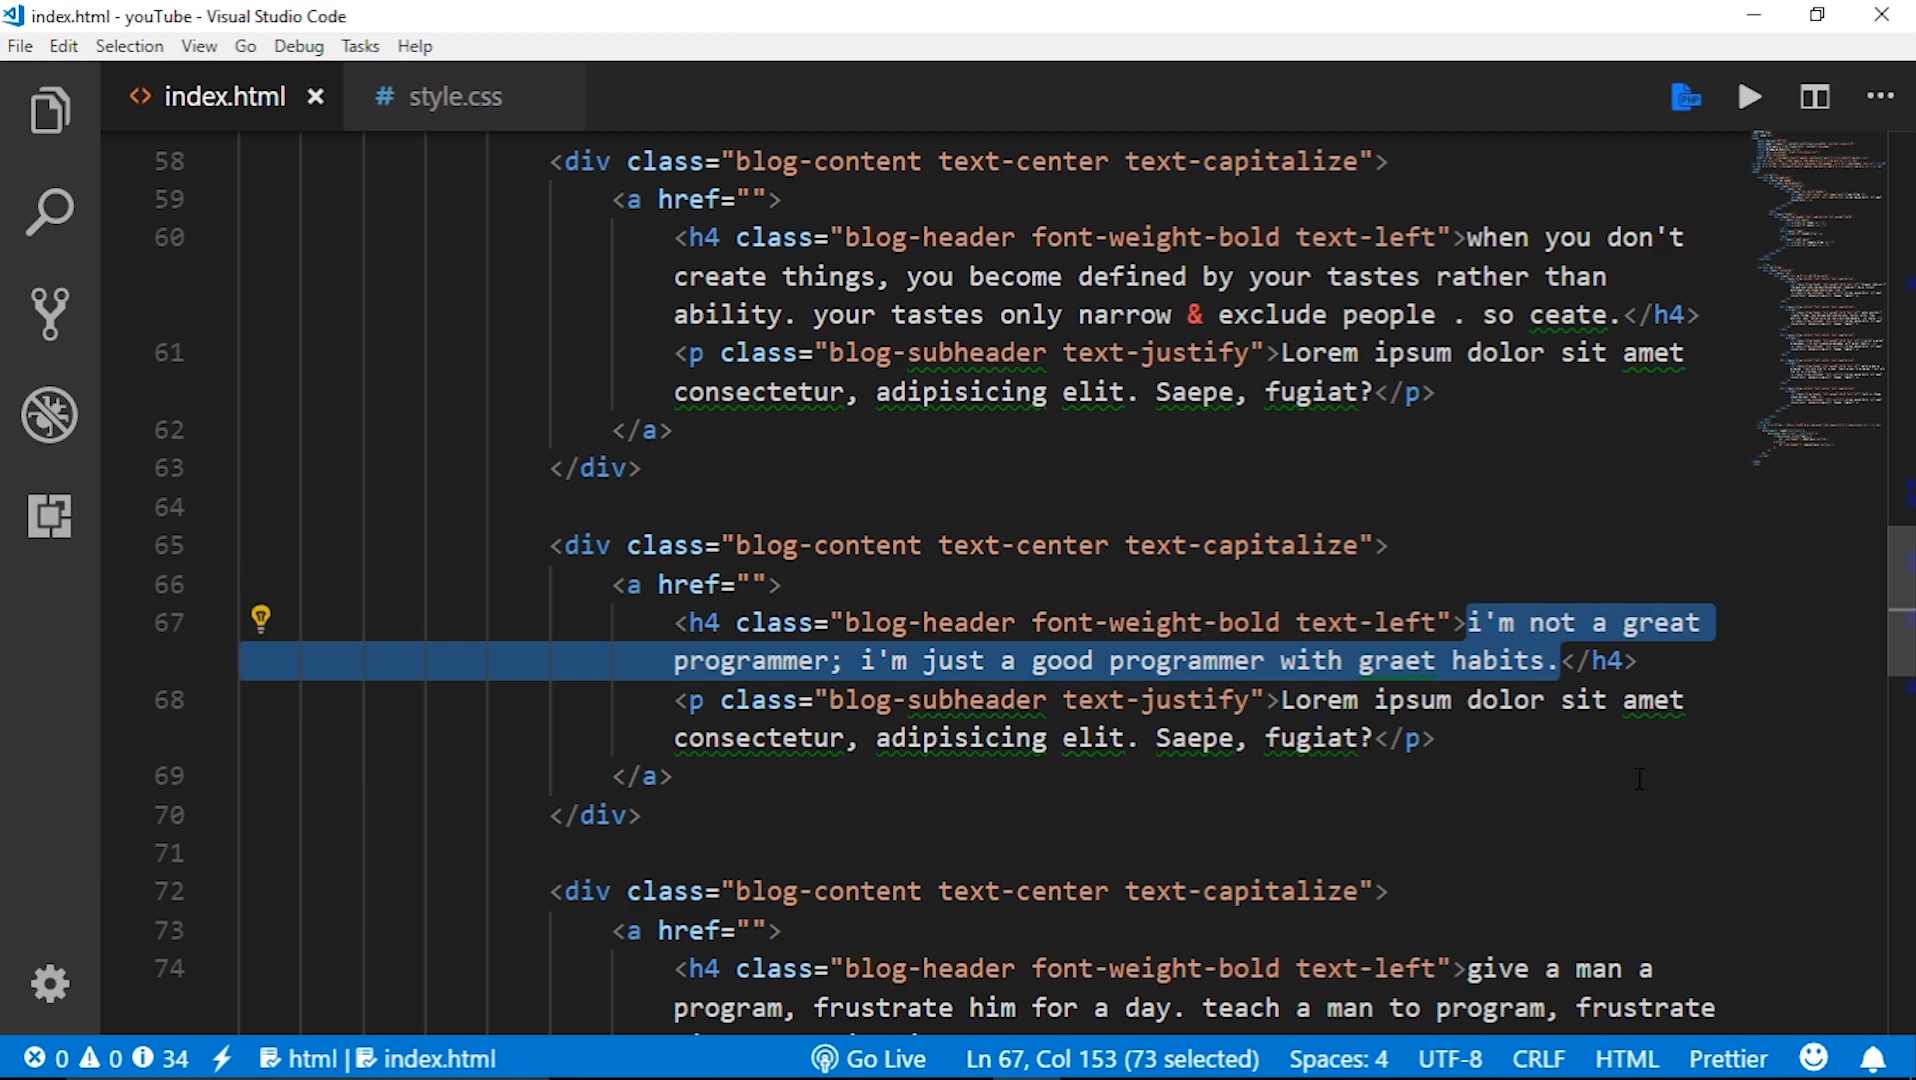 index.html - youTube - Visual Studio Code
File Edit Selection View Go Debug Tasks Help
<> index.html × # style.css
PHP
58 <div class="blog-content text-center text-capitalize">
59 <a href="">
60 <h4 class="blog-header font-weight-bold text-left">when you don't
create things, you become defined by your tastes rather than
ability. your tastes only narrow & exclude people . so ceate.</h4>
61 <p class="blog-subheader text-justify">Lorem ipsum dolor sit amet
consectetur, adipisicing elit. Saepe, fugiat?</p>
62 </a>
63 </div>
64
65 <div class="blog-content text-center text-capitalize">
66 <a href="">
67 <h4 class="blog-header font-weight-bold text-left">i'm not a great
programmer; i'm just a good programmer with graet habits.</h4>
68 <p class="blog-subheader text-justify">Lorem ipsum dolor sit amet
consectetur, adipisicing elit. Saepe, fugiat?</p>
69 </a>
70 </div>
71
72 <div class="blog-content text-center text-capitalize">
73 <a href="">
74 <h4 class="blog-header font-weight-bold text-left">give a man a
program, frustrate him for a day. teach a man to program, frustrate
0 0 34 html | index.html Go Live Ln 67, Col 153 (73 selected) Spaces: 4 UTF-8 CRLF HTML Prettier